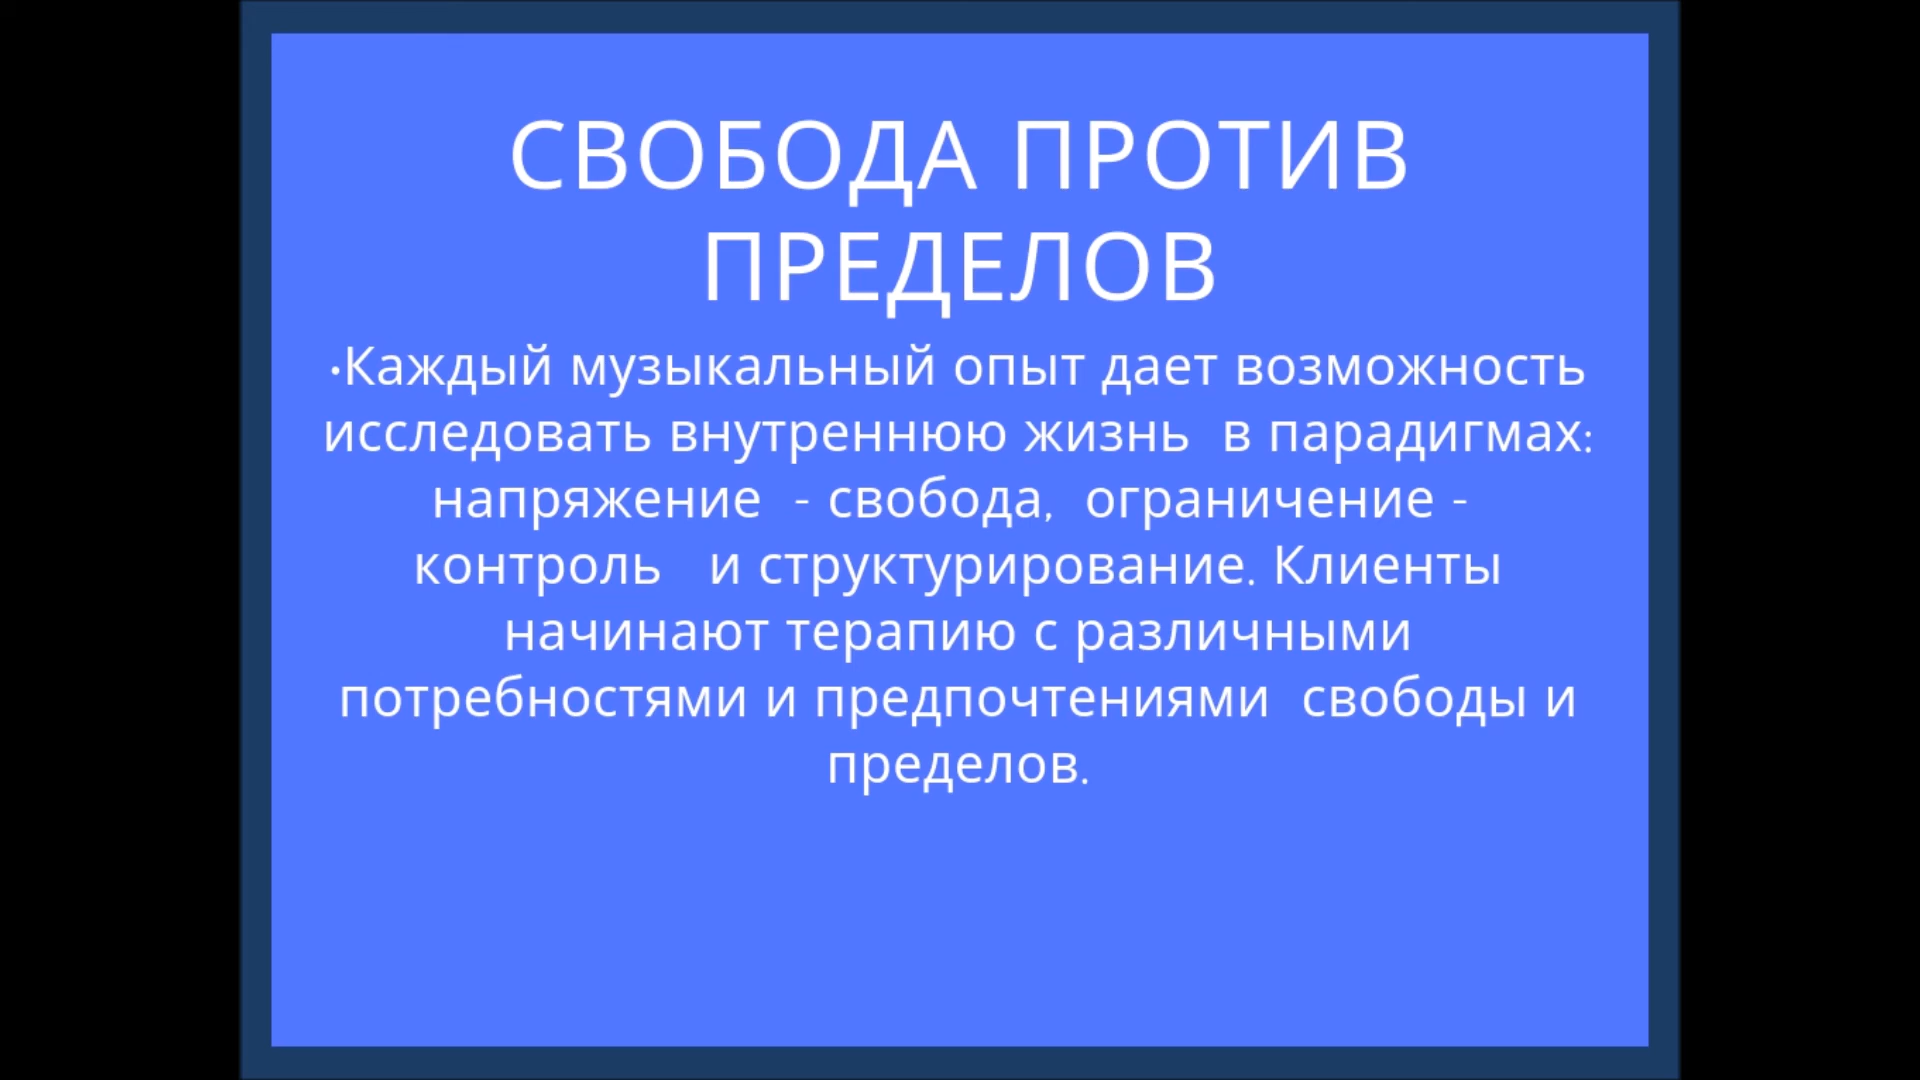 СВОБОДА ПРОТИВ
ПРЕДЕЛОВ
•Каждый музыкальный опыт дает возможность
исследовать внутреннюю жизнь в парадигмах:
напряжение - свобода, ограничение -
контроль и структурирование. Клиенты
начинают терапию с различными
потребностями и предпочтениями свободы и
пределов.